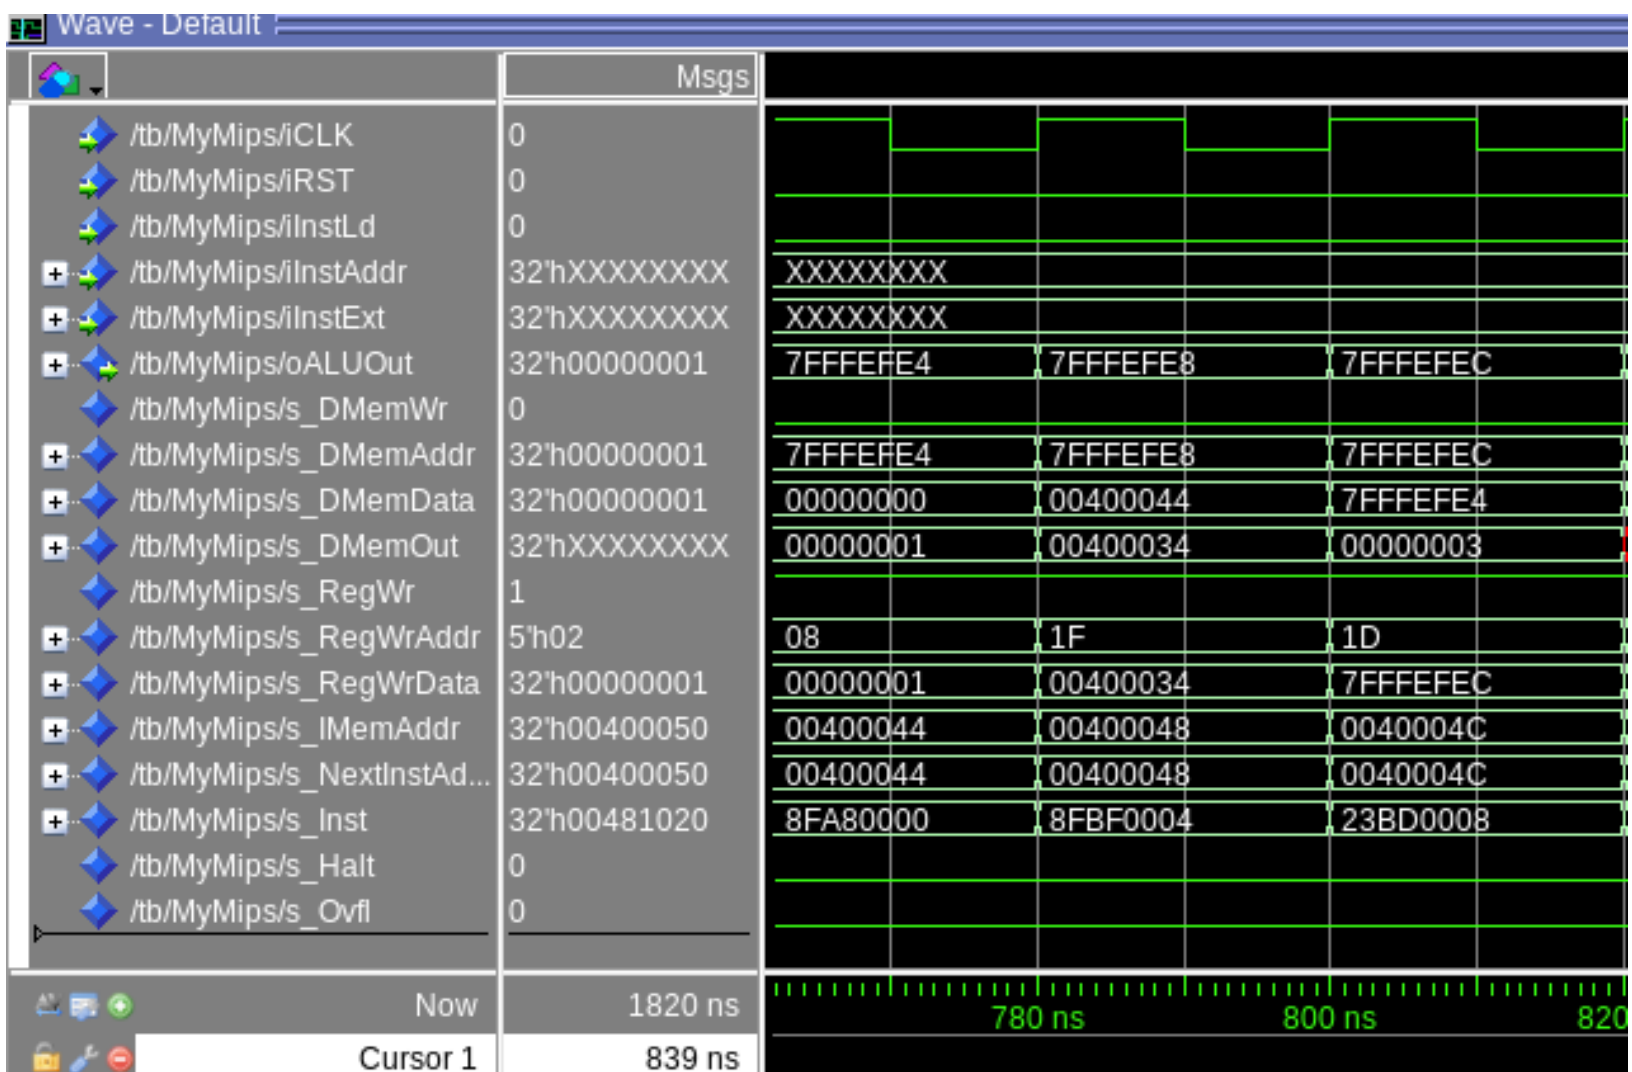 Wave - Default
Msgs
/tb/MyMips/iCLK 0
/tb/MyMips/iRST 0
/tb/MyMips/iInstLd 0
/tb/MyMips/iInstAddr 32'hXXXXXXXX XXXXXXXX
/tb/MyMips/iInstExt 32'hXXXXXXXX XXXXXXXX
/tb/MyMips/oALUOut 32'h00000001 7FFFEFE4 7FFFEFE8 7FFFEFEC
/tb/MyMips/s_DMemWr 0
/tb/MyMips/s_DMemAddr 32'h00000001 7FFFEFE4 7FFFEFE8 7FFFEFEC
/tb/MyMips/s_DMemData 32'h00000001 00000000 00400044 7FFFEFE4
/tb/MyMips/s_DMemOut 32'hXXXXXXXX 00000001 00400034 00000003
/tb/MyMips/s_RegWr 1
/tb/MyMips/s_RegWrAddr 5'h02 08 1F 1D
/tb/MyMips/s_RegWrData 32'h00000001 00000001 00400034 7FFFEFEC
/tb/MyMips/s_IMemAddr 32'h00400050 00400044 00400048 0040004C
/tb/MyMips/s_NextInstAd... 32'h00400050 00400044 00400048 0040004C
/tb/MyMips/s_Inst 32'h00481020 8FA80000 8FBF0004 23BD0008
/tb/MyMips/s_Halt 0
/tb/MyMips/s_Ovfl 0
Now 1820 ns 780 ns 800 ns 820
Cursor 1 839 ns